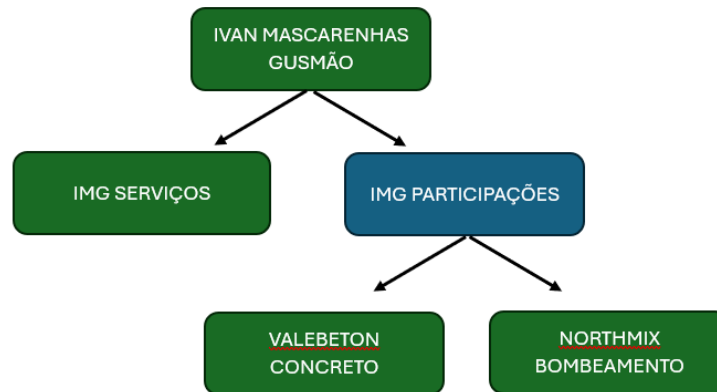 IVAN MASCARENHAS
GUSMÃO
IMG SERVIÇOS
IMG PARTICIPAÇÕES
VALEBETON
CONCRETO
NORTHMIX
BOMBEAMENTO